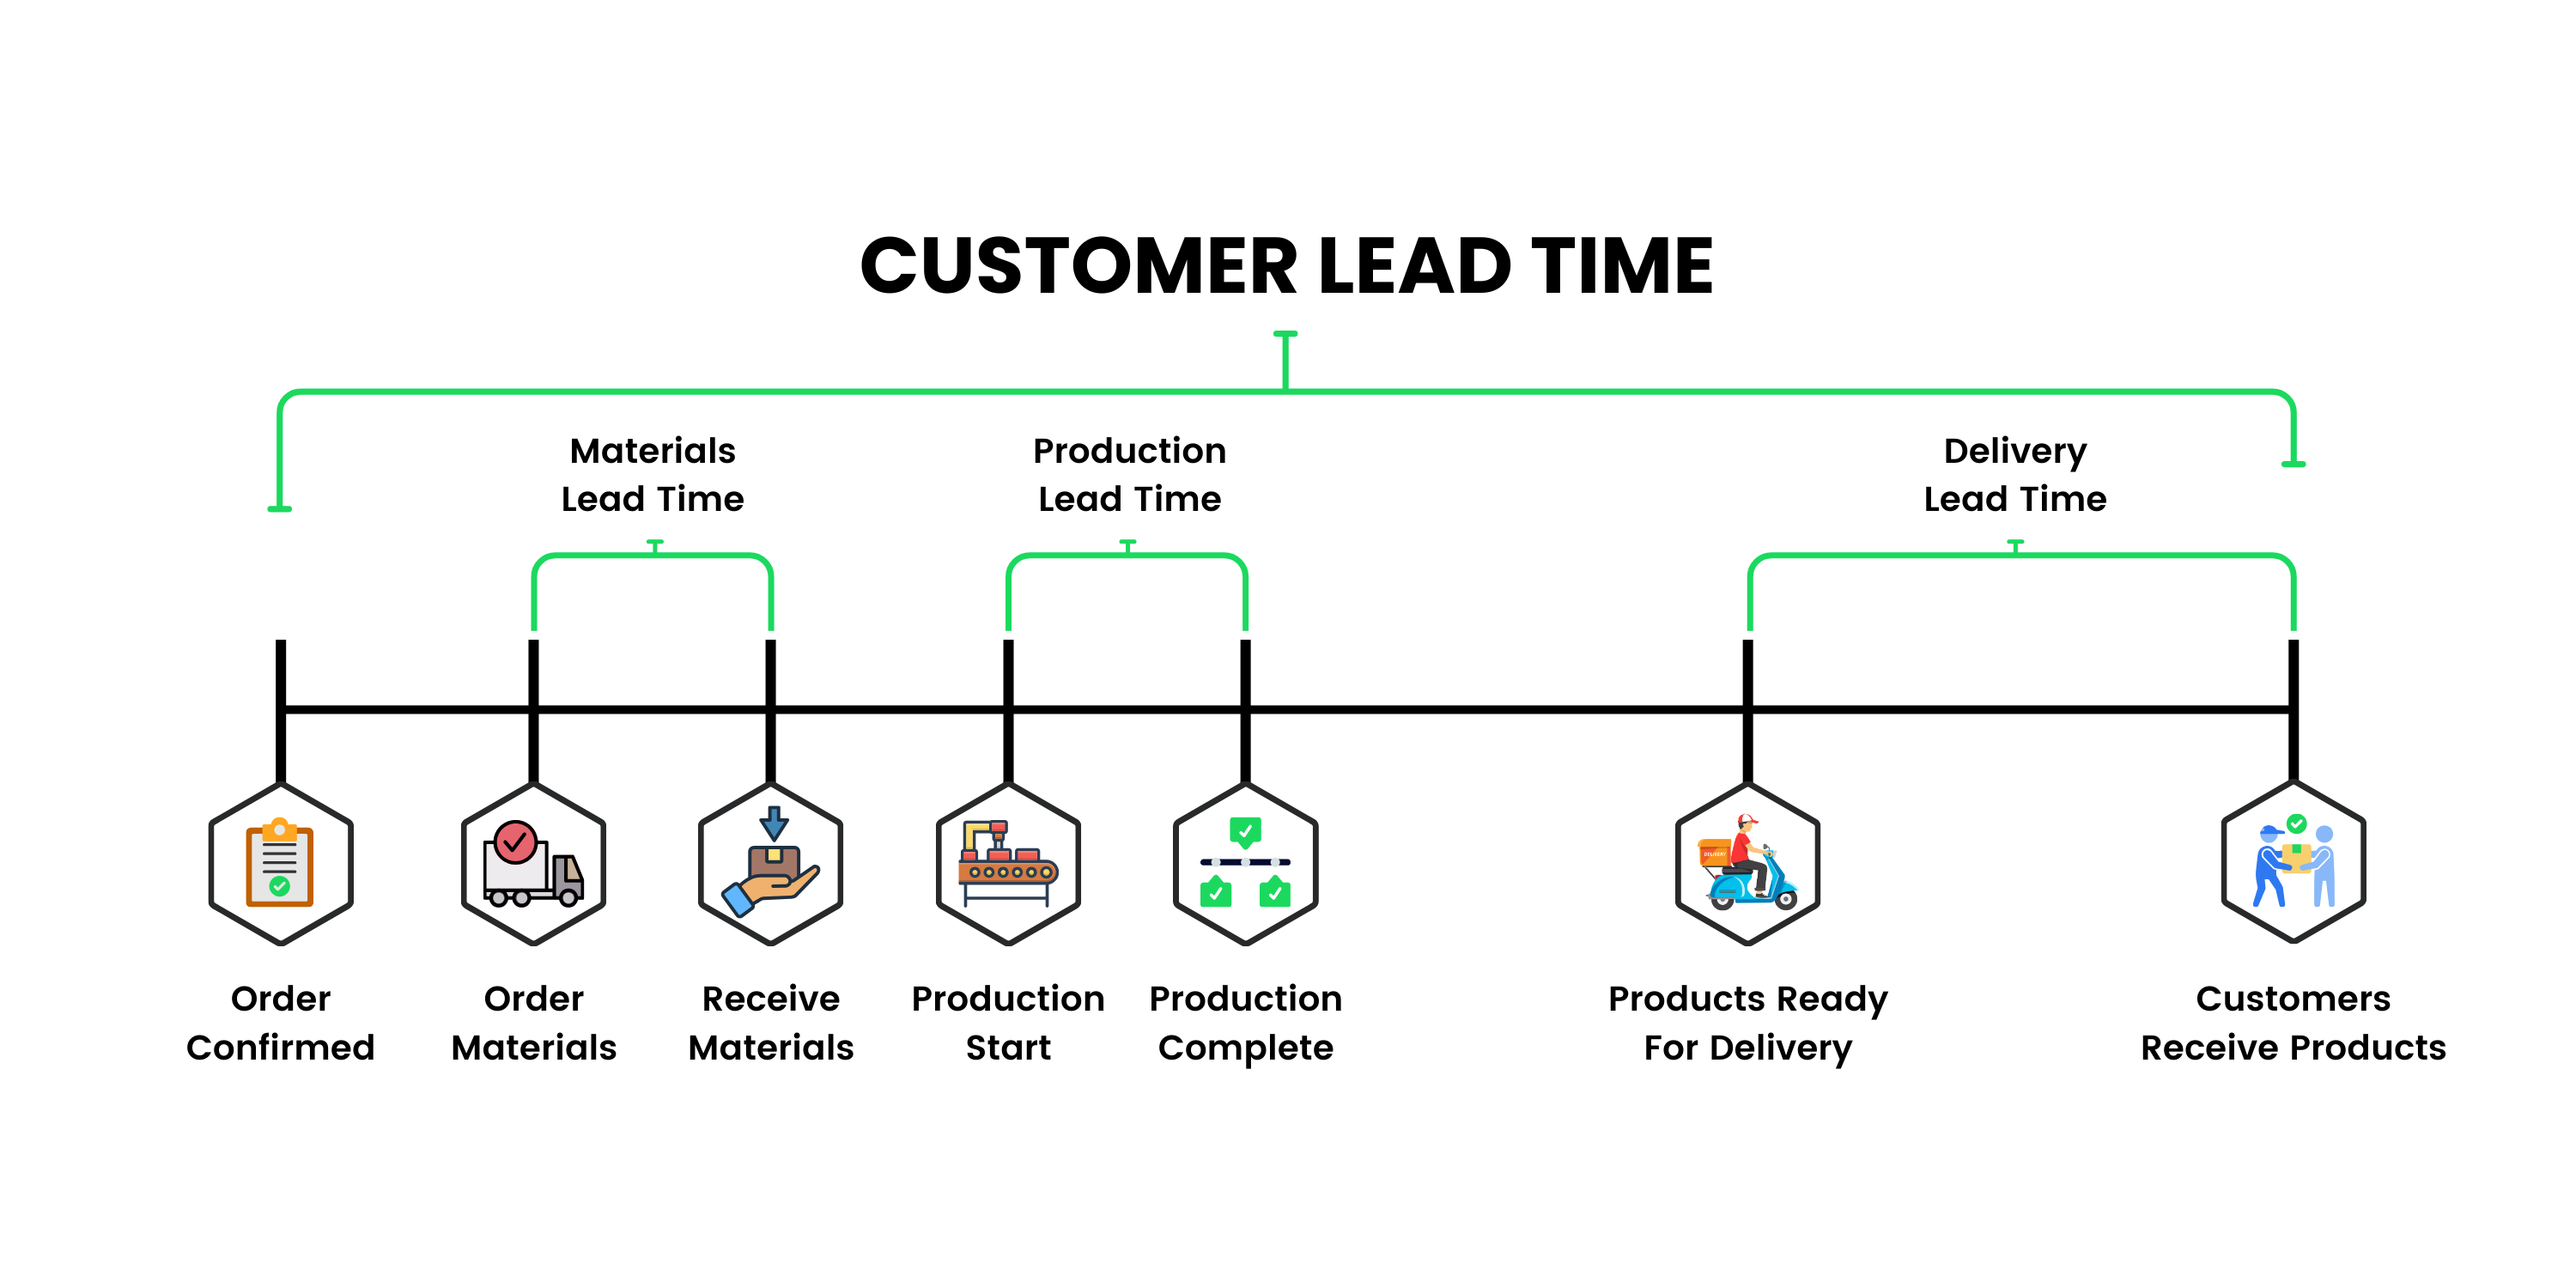 CUSTOMER LEAD TIME
Materials
Lead Time
Production
Lead Time
Delivery
Lead Time
DELIVERY
Order
Confirmed
Order
Materials
Receive
Materials
Production
Start
Production
Complete
Products Ready
For Delivery
Customers
Receive Products